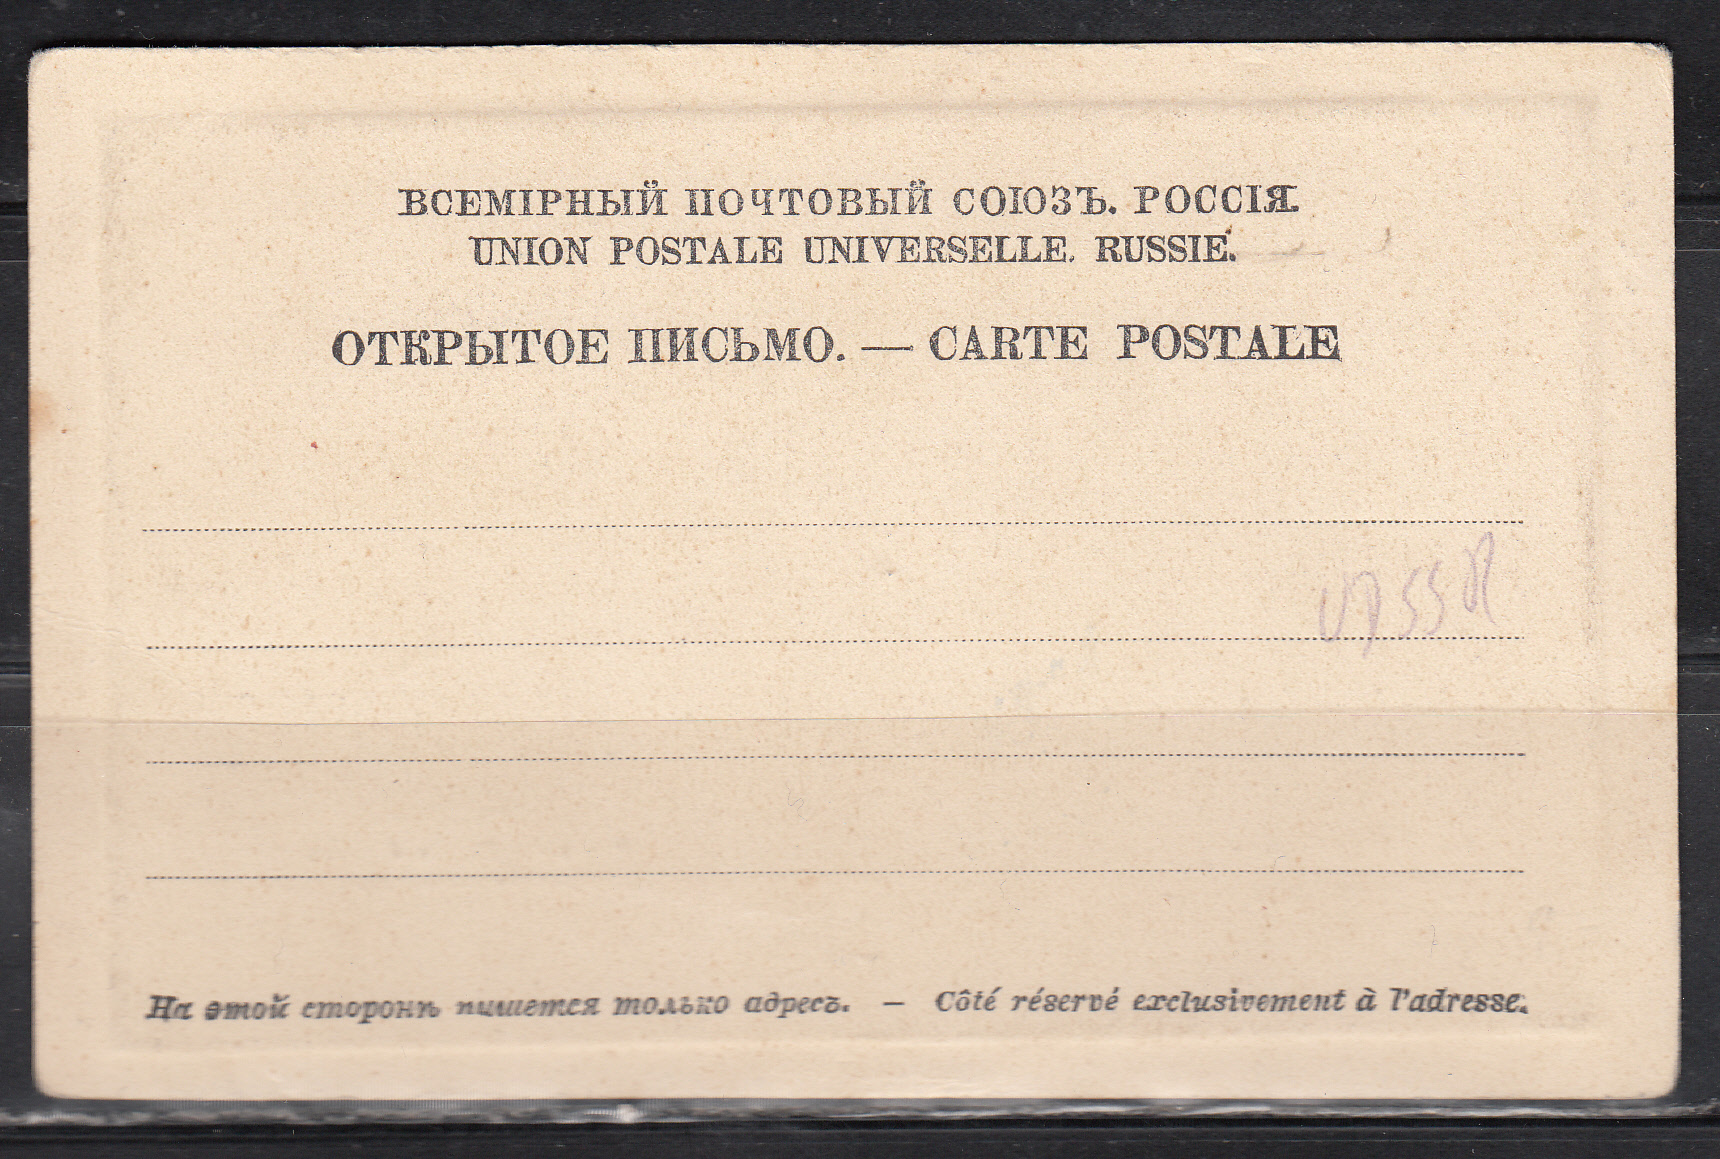 ВСЕМІРНЫЙ ПОЧТОВЫЙ СОЮЗЪ. РОССІЯ.
UNION POSTALE UNIVERSELLE. RUSSIE.
ОТКРЫТОЕ ПИСЬМО. — CARTE POSTALE
На этой сторонѣ пишется только адресъ. — Côté réservé exclusivement à l'adresse.